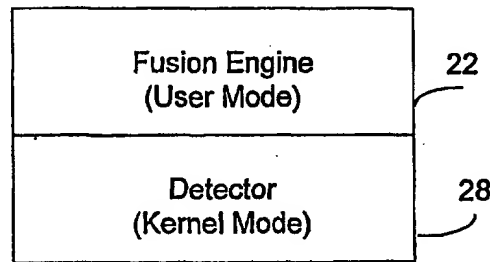 Fusion Engine
(User Mode)
22
Detector
(Kernel Mode)
28